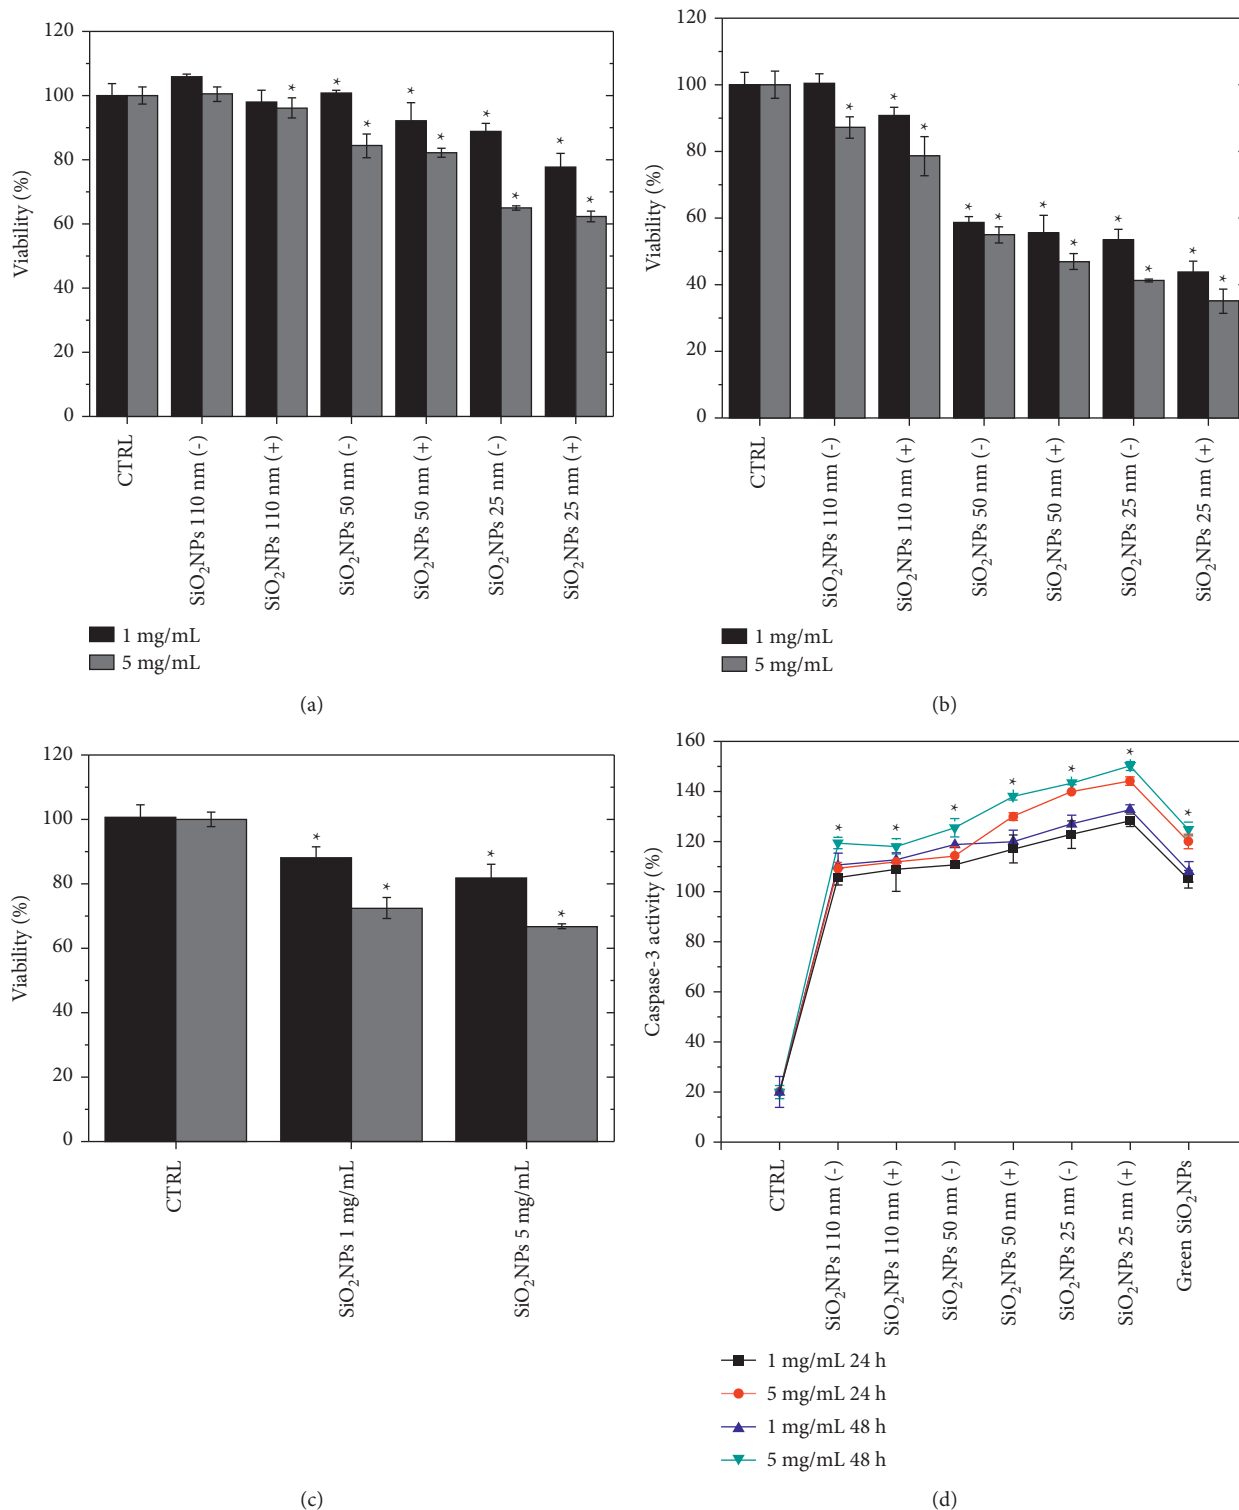 120
100
80
60
40
20
0
Viability (%)
* * * * * * * * * *
CTRL
SiO₂NPs 110 nm (-)
SiO₂NPs 110 nm (+)
SiO₂NPs 50 nm (-)
SiO₂NPs 50 nm (+)
SiO₂NPs 25 nm (-)
SiO₂NPs 25 nm (+)
1 mg/mL
5 mg/mL
(a)
120
100
80
60
40
20
0
Viability (%)
* * * * * * * * * * *
CTRL
SiO₂NPs 110 nm (-)
SiO₂NPs 110 nm (+)
SiO₂NPs 50 nm (-)
SiO₂NPs 50 nm (+)
SiO₂NPs 25 nm (-)
SiO₂NPs 25 nm (+)
1 mg/mL
5 mg/mL
(b)
120
100
80
60
40
20
0
Viability (%)
* * * *
CTRL
SiO₂NPs 1 mg/mL
SiO₂NPs 5 mg/mL
(c)
160
140
120
100
80
60
40
20
0
Caspase-3 activity (%)
* * * * * * *
CTRL
SiO₂NPs 110 nm (-)
SiO₂NPs 110 nm (+)
SiO₂NPs 50 nm (-)
SiO₂NPs 50 nm (+)
SiO₂NPs 25 nm (-)
SiO₂NPs 25 nm (+)
Green SiO₂NPs
1 mg/mL 24 h
5 mg/mL 24 h
1 mg/mL 48 h
5 mg/mL 48 h
(d)